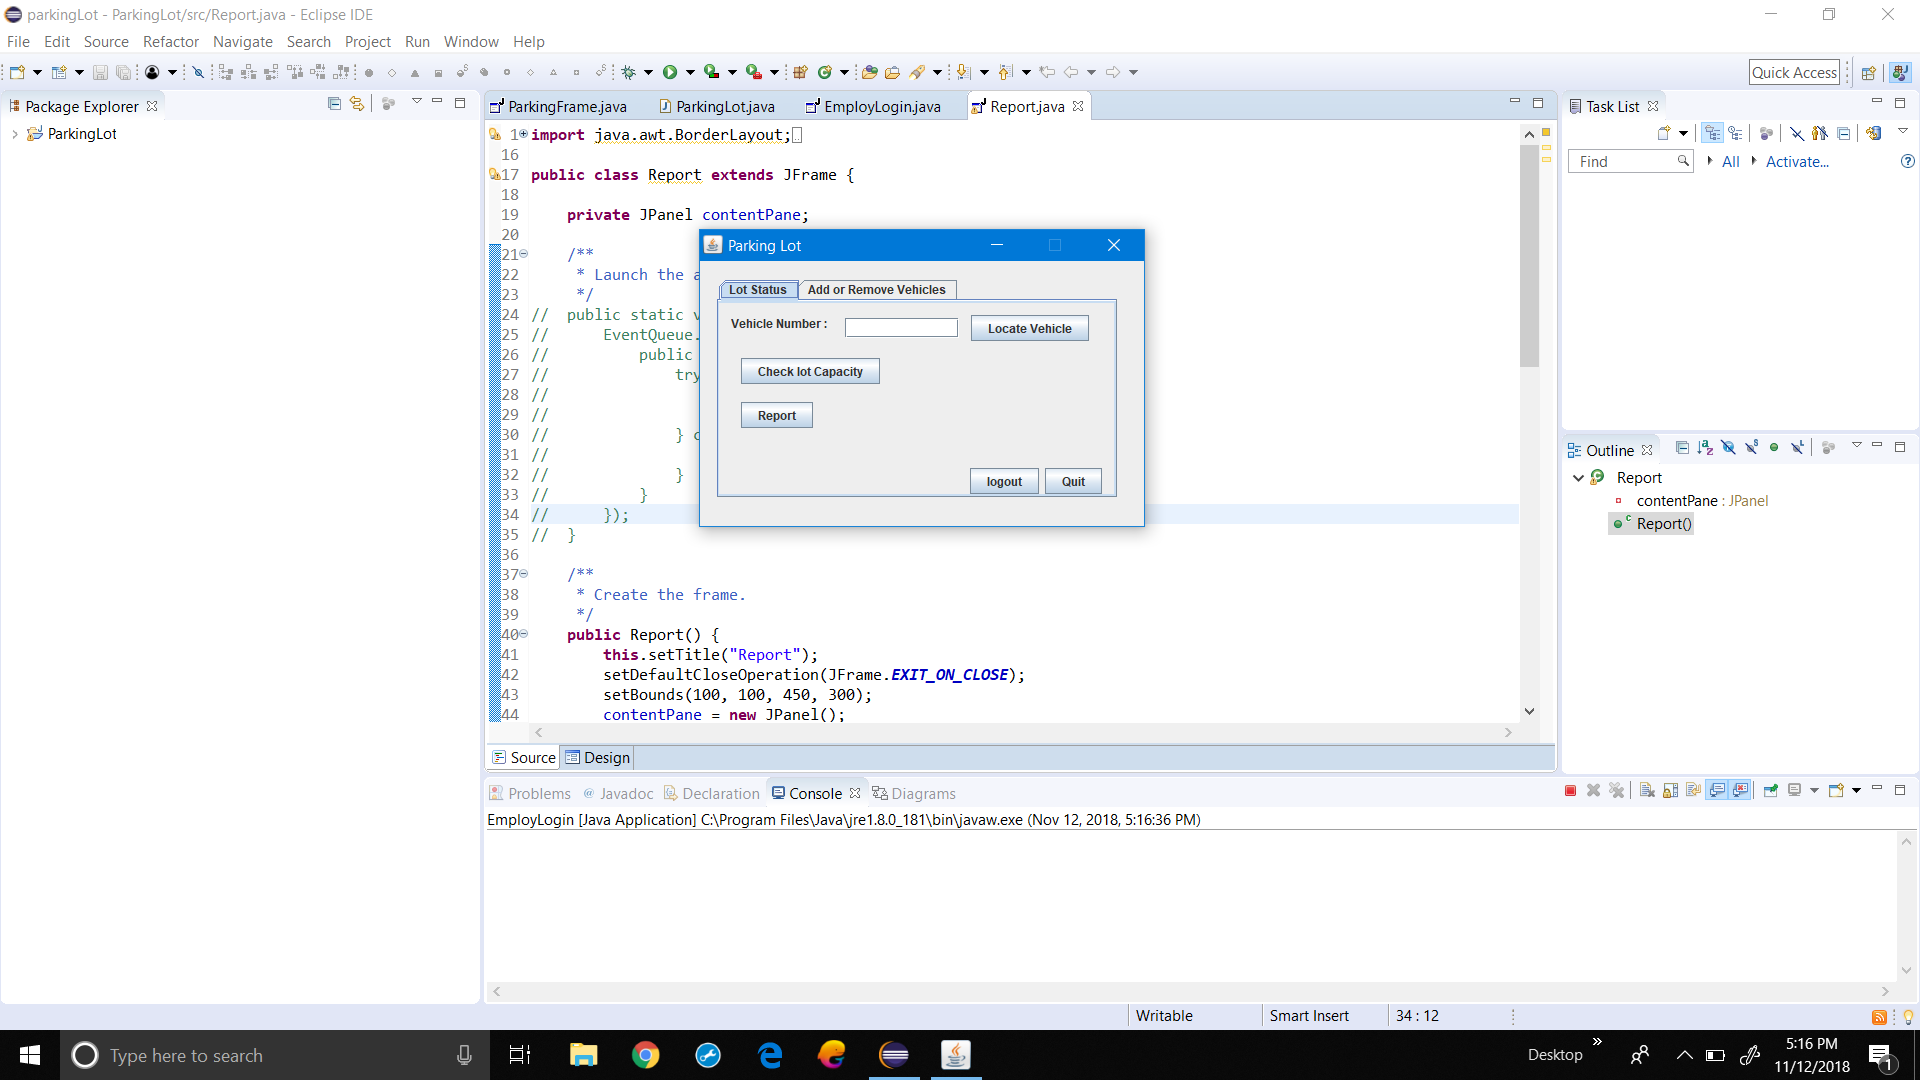 parkingLot - ParkingLot/src/Report.java - Eclipse IDE
File Edit Source Refactor Navigate Search Project Run Window Help
Quick Access
Package Explorer
ParkingLot
ParkingFrame.java ParkingLot.java EmployLogin.java Report.java
1 import java.awt.BorderLayout;
16
17 public class Report extends JFrame {
18
19 private JPanel contentPane;
20
21 /**
22 * Launch the a
23 */
24 // public static v
25 // EventQueue.
26 // public
27 // try
28 //
29 //
30 // } c
31 //
32 // }
33 // }
34 // });
35 // }
36
37 /**
38 * Create the frame.
39 */
40 public Report() {
41 this.setTitle("Report");
42 setDefaultCloseOperation(JFrame.EXIT_ON_CLOSE);
43 setBounds(100, 100, 450, 300);
44 contentPane = new JPanel();
Source Design
Parking Lot
Lot Status Add or Remove Vehicles
Vehicle Number : Locate Vehicle
Check lot Capacity
Report
logout Quit
Task List
Find All Activate...
Outline
Report
contentPane : JPanel
Report()
Problems Javadoc Declaration Console Diagrams
EmployLogin [Java Application] C:\Program Files\Java\jre1.8.0_181\bin\javaw.exe (Nov 12, 2018, 5:16:36 PM)
Writable Smart Insert 34 : 12
Type here to search
Desktop
5:16 PM
11/12/2018
1